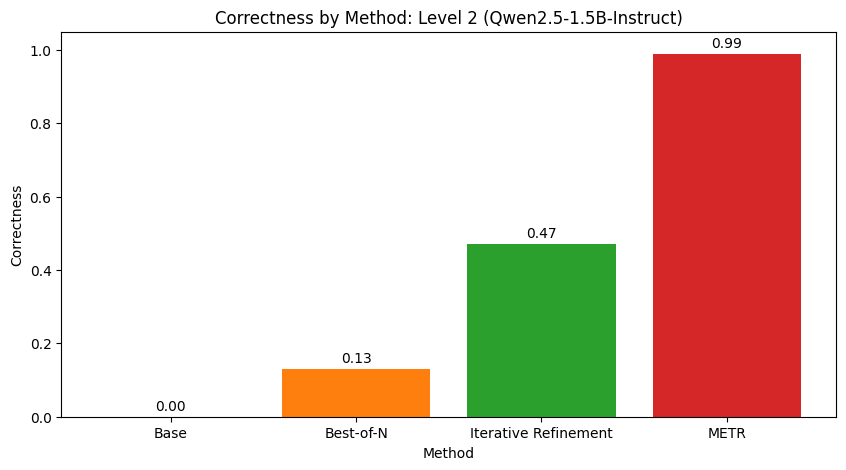 Correctness by Method: Level 2 (Qwen2.5-1.5B-Instruct)
1.0
0.8
0.6
0.4
0.2
0.0
Correctness
0.00
0.13
0.47
0.99
Base
Best-of-N
Iterative Refinement
METR
Method